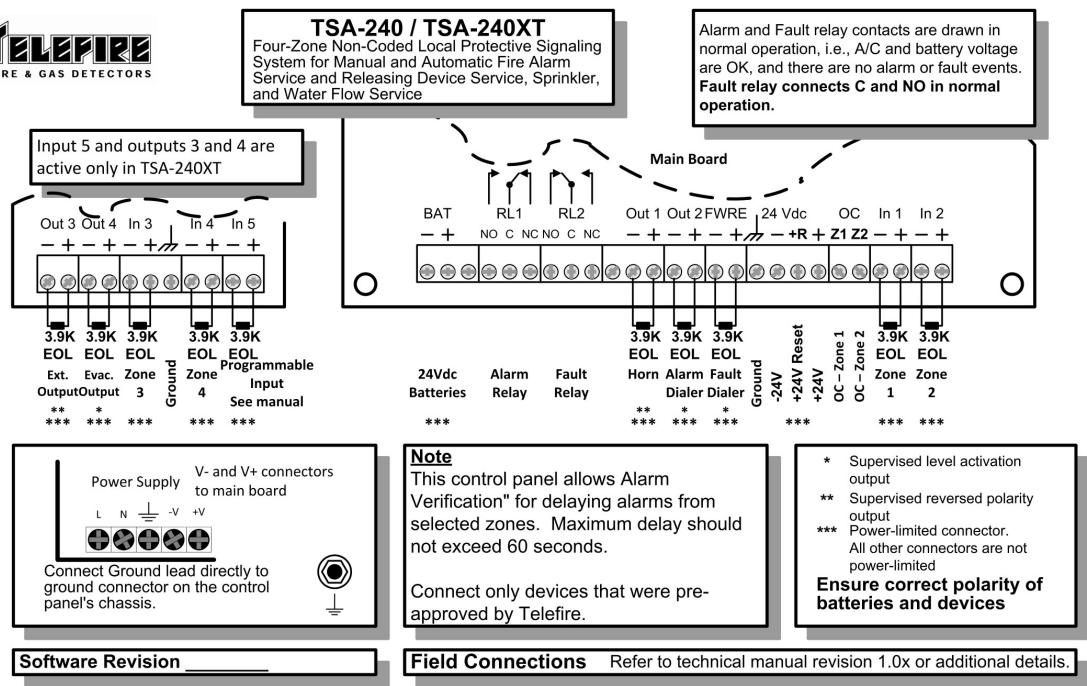 TELEFIRE
RE & GAS DETECTORS
TSA-240 / TSA-240XT
Four-Zone Non-Coded Local Protective Signaling
System for Manual and Automatic Fire Alarm
Service and Releasing Device Service, Sprinkler,
and Water Flow Service
Alarm and Fault relay contacts are drawn in
normal operation, i.e., A/C and battery voltage
are OK, and there are no alarm or fault events.
Fault relay connects C and NO in normal
operation.
Input 5 and outputs 3 and 4 are
active only in TSA-240XT
Main Board
Out 3 Out 4 In 3 In 4 In 5
− + − + − + − + − +
BAT RL1 RL2 Out 1 Out 2 FWRE 24 Vdc OC In 1 In 2
− + NO C NC NO C NC − + − + − + − +R + Z1 Z2 − + − +
3.9K 3.9K 3.9K 3.9K 3.9K
EOL EOL EOL EOL EOL
Ext. Output
**
***
Evac. Output
*
***
Zone 3
***
Ground
Zone 4
***
Programmable
Input
See manual
***
24Vdc
Batteries
***
Alarm
Relay
Fault
Relay
3.9K 3.9K 3.9K
EOL EOL EOL
Horn
**
***
Alarm
Dialer
*
***
Fault
Dialer
*
***
Ground
-24V
+24V Reset
+24V
***
OC – Zone 1
OC – Zone 2
3.9K 3.9K
EOL EOL
Zone 1
***
Zone 2
***
Power Supply
V- and V+ connectors
to main board
L N -V +V
Connect Ground lead directly to
ground connector on the control
panel's chassis.
Note
This control panel allows Alarm
Verification" for delaying alarms from
selected zones. Maximum delay should
not exceed 60 seconds.
Connect only devices that were pre-
approved by Telefire.
* Supervised level activation
output
** Supervised reversed polarity
output
*** Power-limited connector.
All other connectors are not
power-limited
Ensure correct polarity of
batteries and devices
Software Revision ________
Field Connections Refer to technical manual revision 1.0x or additional details.